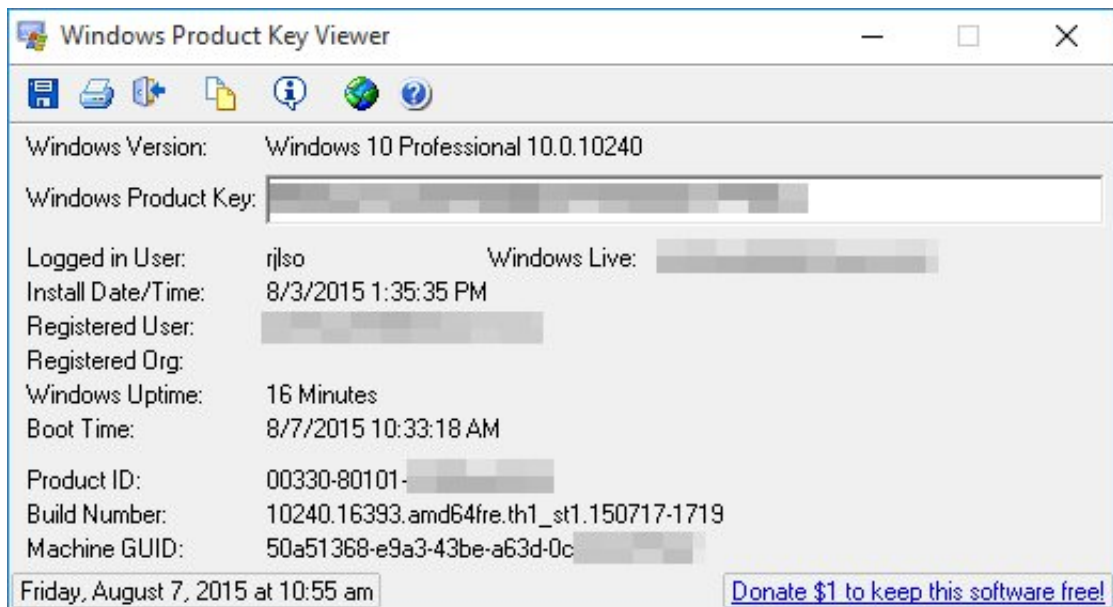 Windows Product Key Viewer
Windows Version: Windows 10 Professional 10.0.10240
Windows Product Key:
Logged in User: rjlso Windows Live:
Install Date/Time: 8/3/2015 1:35:35 PM
Registered User:
Registered Org:
Windows Uptime: 16 Minutes
Boot Time: 8/7/2015 10:33:18 AM
Product ID: 00330-80101-
Build Number: 10240.16393.amd64fre.th1_st1.150717-1719
Machine GUID: 50a51368-e9a3-43be-a63d-0c
Friday, August 7, 2015 at 10:55 am Donate $1 to keep this software free!